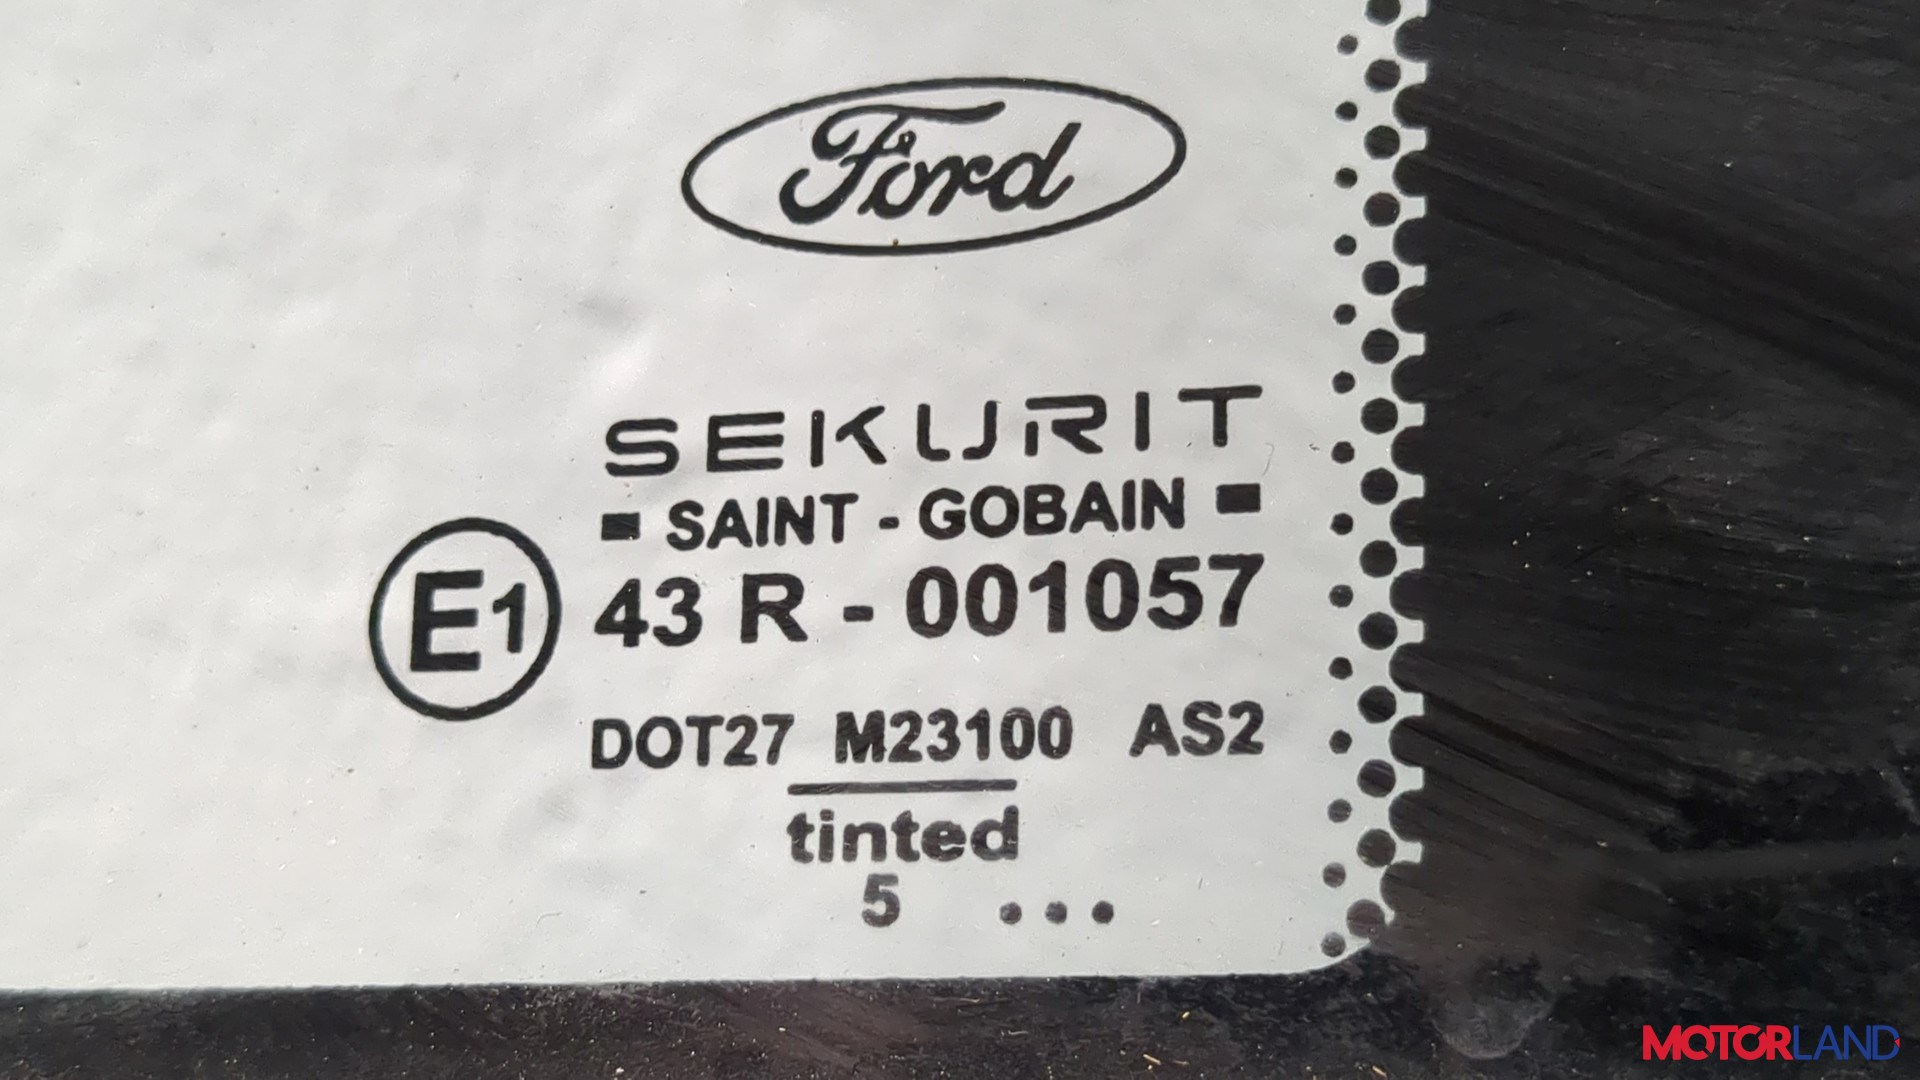 Ford
SEKURIT
SAINT - GOBAIN
E1 43 R - 001057
DOT27 M23100 AS2
tinted
5 ...
MOTORLAND